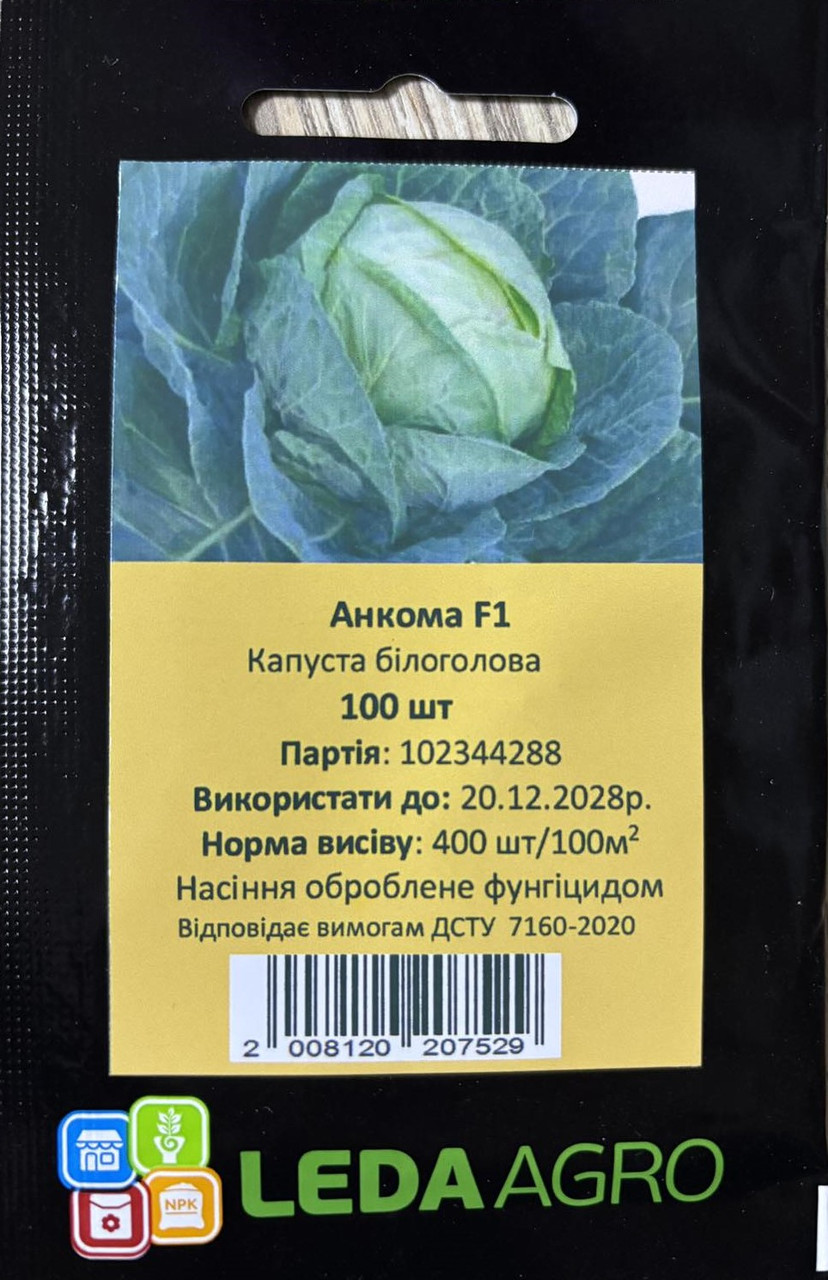 Анкома F1
Капуста білоголова
100 шт
Партія: 102344288
Використати до: 20.12.2028р.
Норма висіву: 400 шт/100м²
Насіння оброблене фунгіцидом
Відповідає вимогам ДСТУ 7160-2020
2 008120 207529
NPK
LEDA AGRO